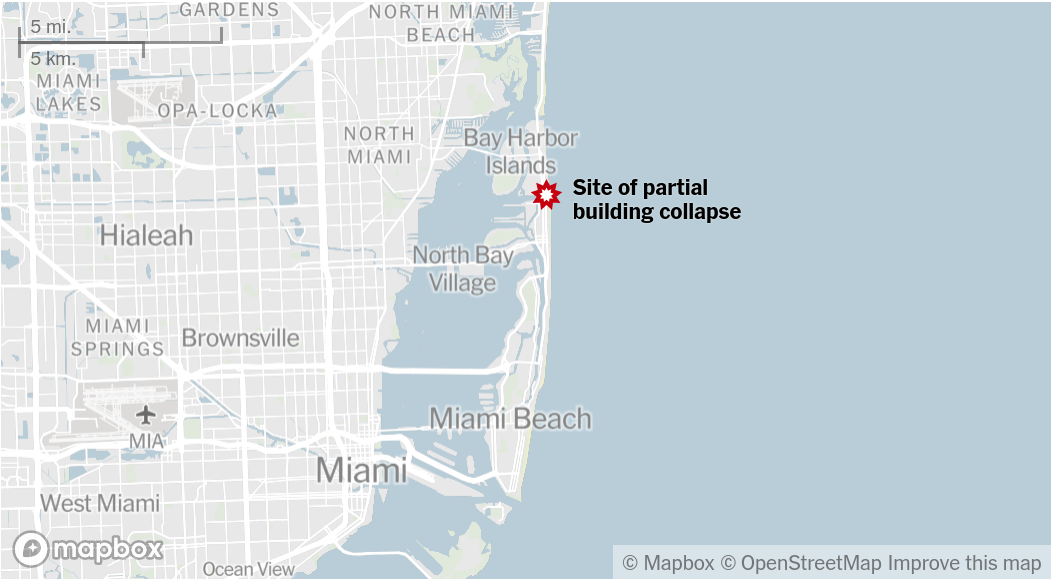 GARDENS
NORTH MIAMI
BEACH
5 mi.
5 km.
MIAMI
LAKES
OPA-LOCKA
NORTH
MIAMI
Bay Harbor
Islands
Site of partial
building collapse
Hialeah
North Bay
Village
MIAMI
SPRINGS
Brownsville
MIA
Miami Beach
Miami
West Miami
mapbox
Ocean View
© Mapbox © OpenStreetMap Improve this map